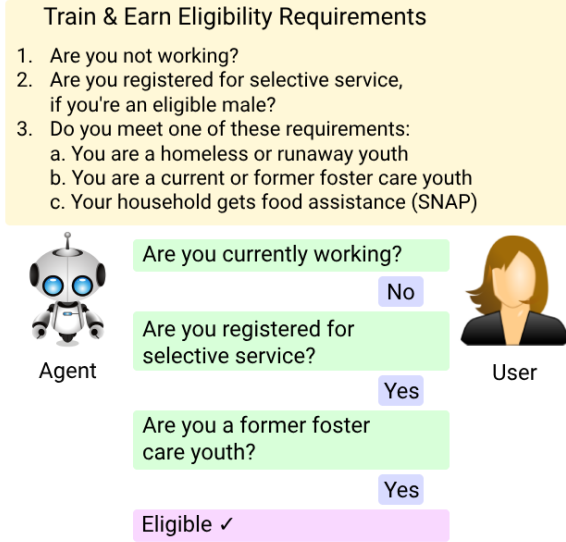 Train & Earn Eligibility Requirements
1. Are you not working?
2. Are you registered for selective service,
if you're an eligible male?
3. Do you meet one of these requirements:
a. You are a homeless or runaway youth
b. You are a current or former foster care youth
c. Your household gets food assistance (SNAP)
Are you currently working?
No
Are you registered for
selective service?
Agent
User
Yes
Are you a former foster
care youth?
Yes
Eligible ✓